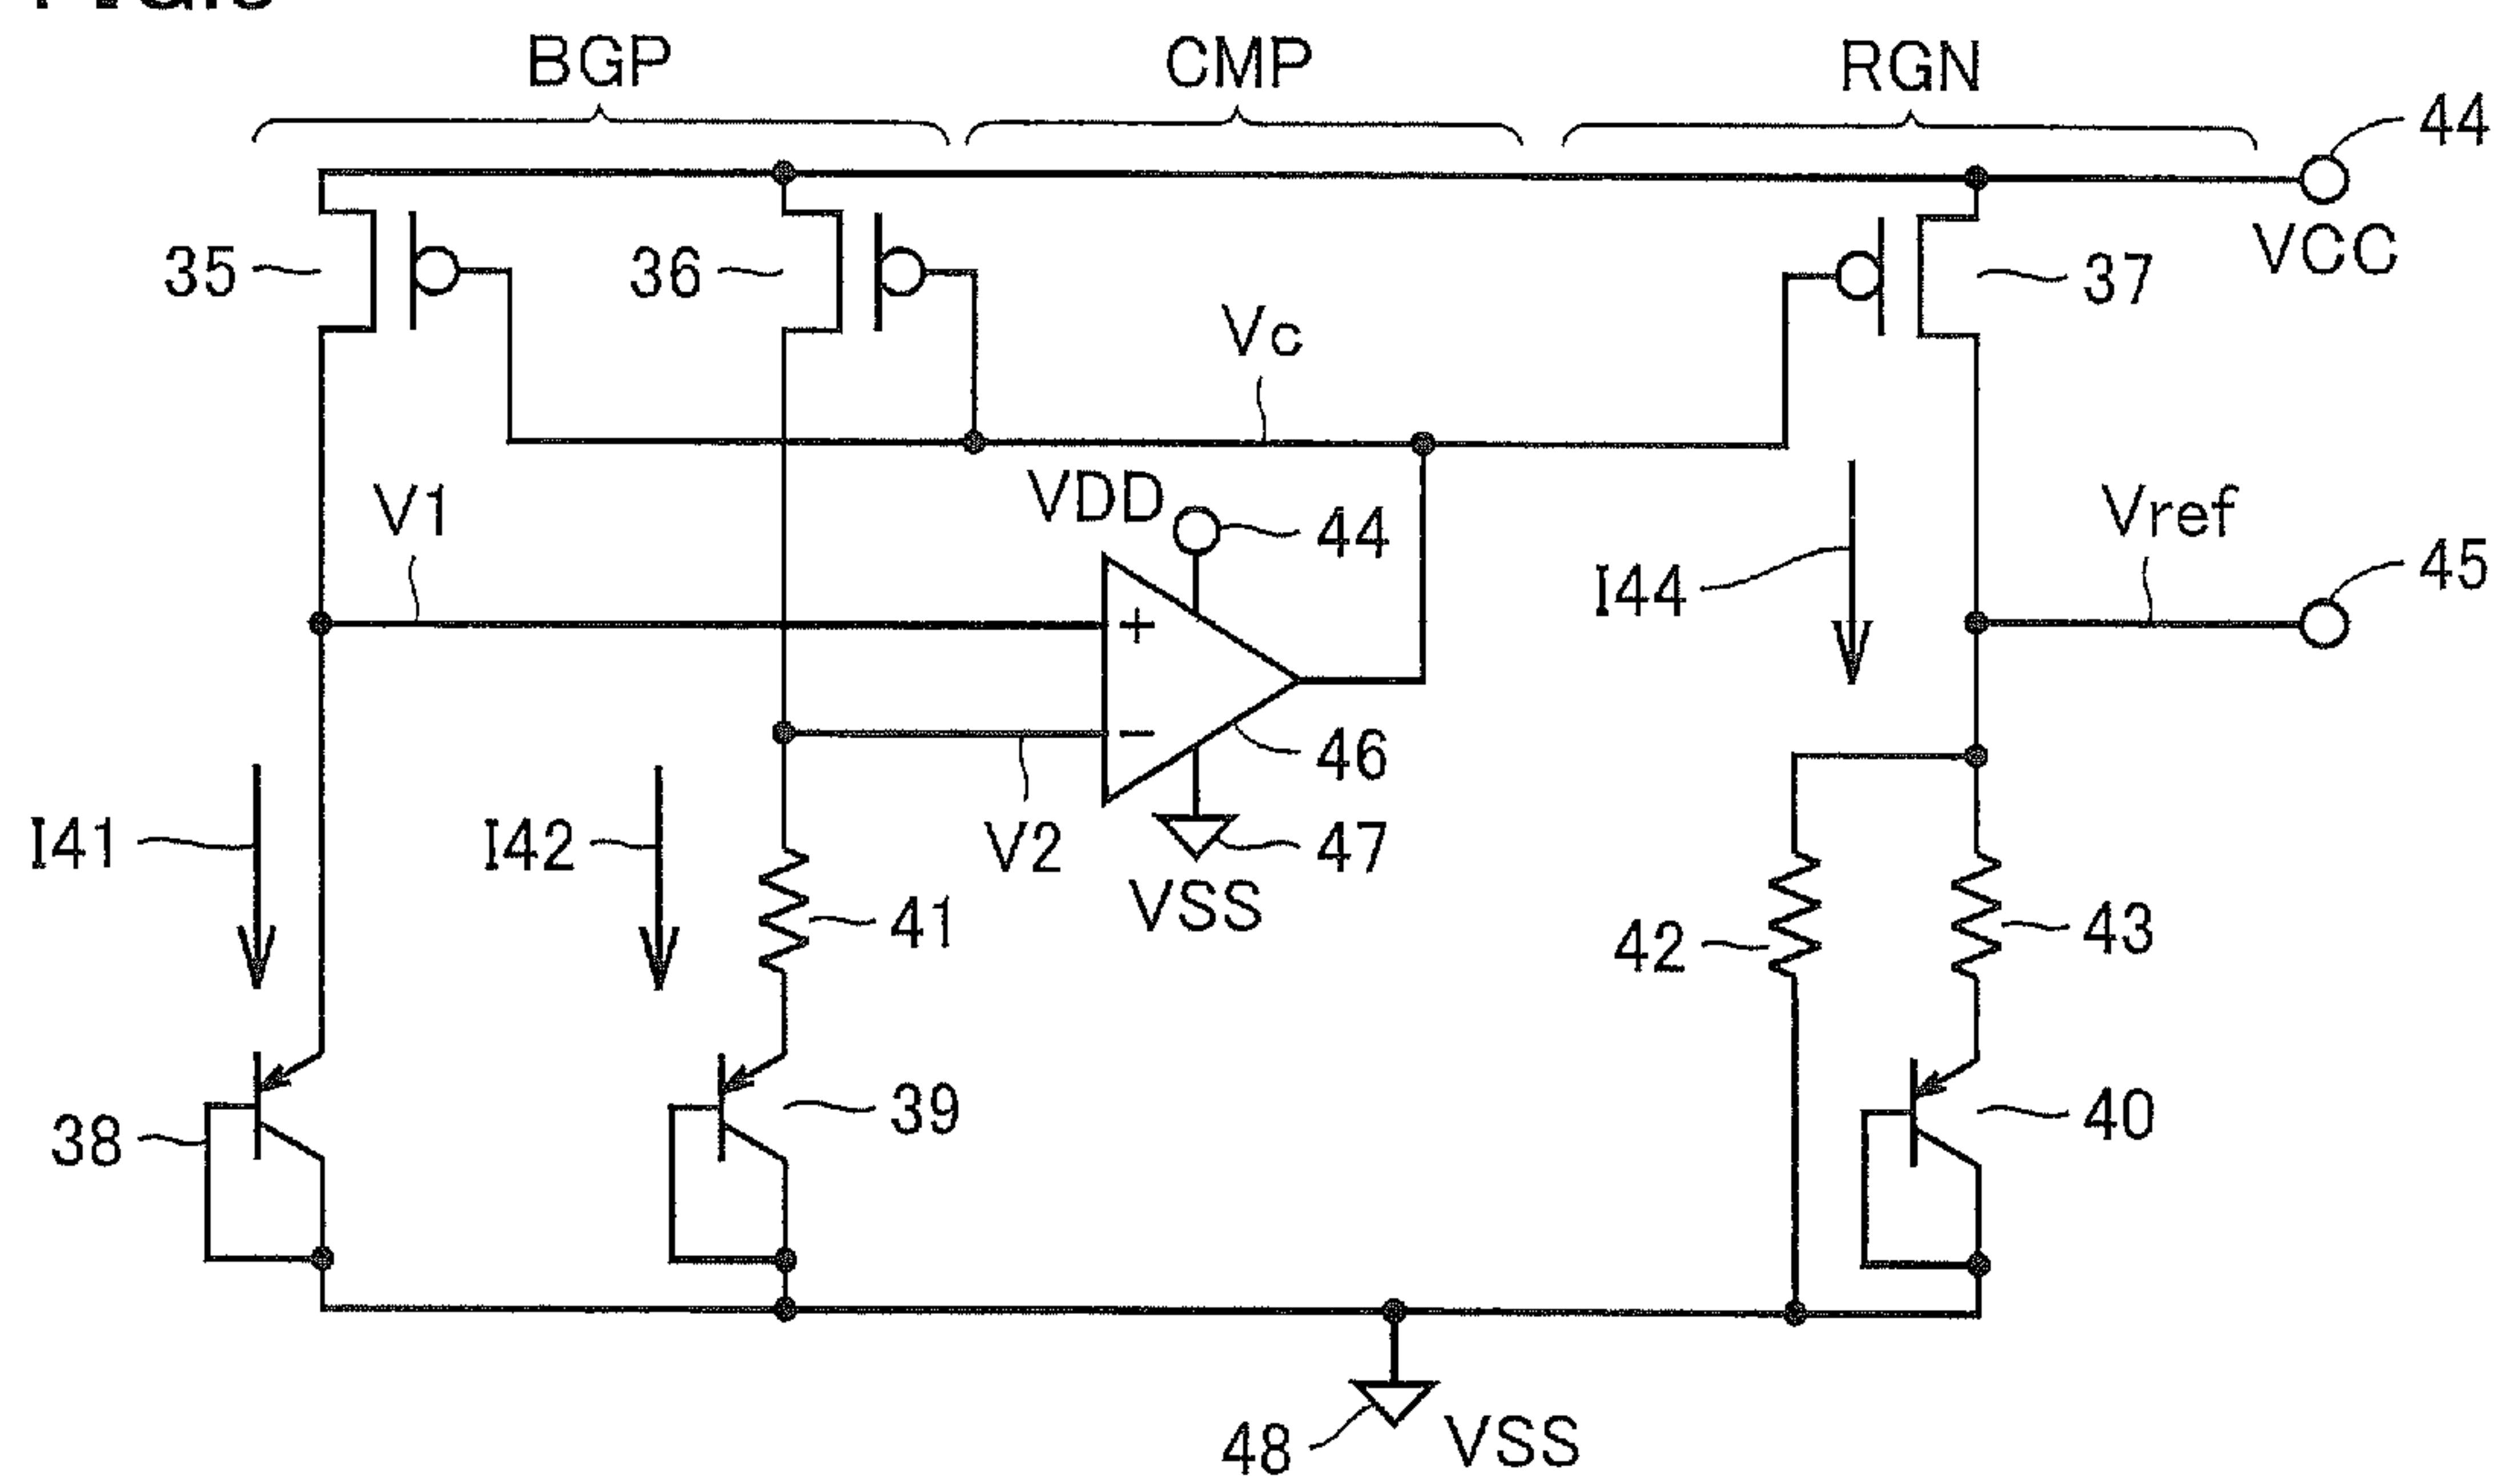 BGP CMP RGN
44
VCC
35 36 37
Vc
VDD
44
V1
+
I44
Vref
45
−
46
V2
47
VSS
I41 I42
41
42 43
38 39 40
48 VSS